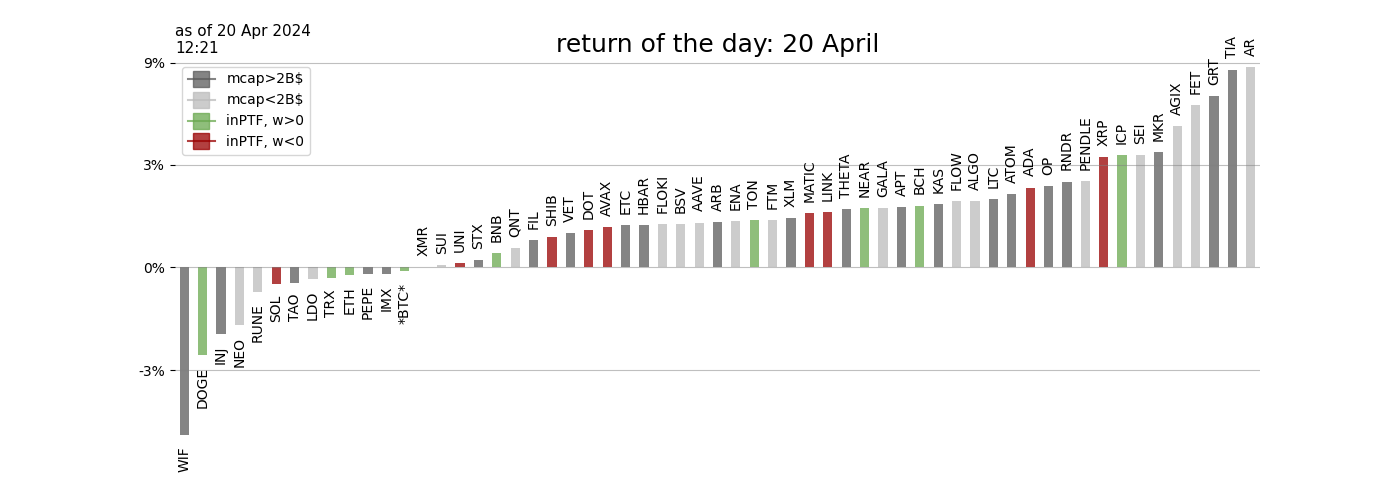 as of 20 Apr 2024
12:21
return of the day: 20 April
9%
3%
0%
-3%
mcap>2B$
mcap<2B$
inPTF, w>0
inPTF, w<0
WIF
DOGE
INJ
NEO
RUNE
SOL
TAO
LDO
TRX
ETH
PEPE
IMX
*BTC*
XMR
SUI
UNI
STX
BNB
QNT
FIL
SHIB
VET
DOT
AVAX
ETC
HBAR
FLOKI
BSV
AAVE
ARB
ENA
TON
FTM
XLM
MATIC
LINK
THETA
NEAR
GALA
APT
BCH
KAS
FLOW
ALGO
LTC
ATOM
ADA
OP
RNDR
PENDLE
XRP
ICP
SEI
MKR
AGIX
FET
GRT
TIA
AR